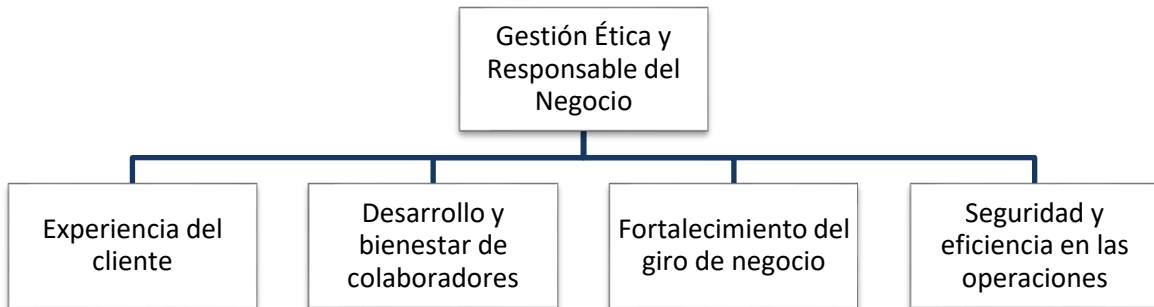 Gestión Ética y
Responsable del
Negocio
Experiencia del
cliente
Desarrollo y
bienestar de
colaboradores
Fortalecimiento del
giro de negocio
Seguridad y
eficiencia en las
operaciones